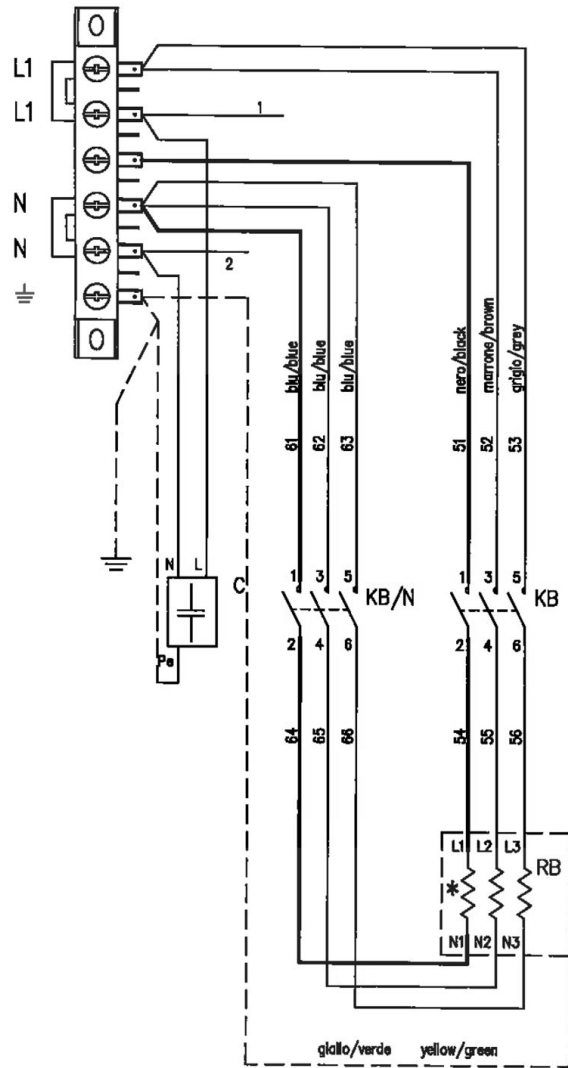 L1
L1
N
N
1
2
blu/blue
blu/blue
blu/blue
nero/black
marrone/brown
grigio/grey
61
62
63
51
52
53
N L
C
1 3 5
KB/N
1 3 5
KB
2 4 6
2 4 6
Pe
64
65
66
54
55
56
L1 L2 L3
RB
*
N1 N2 N3
giallo/verde yellow/green